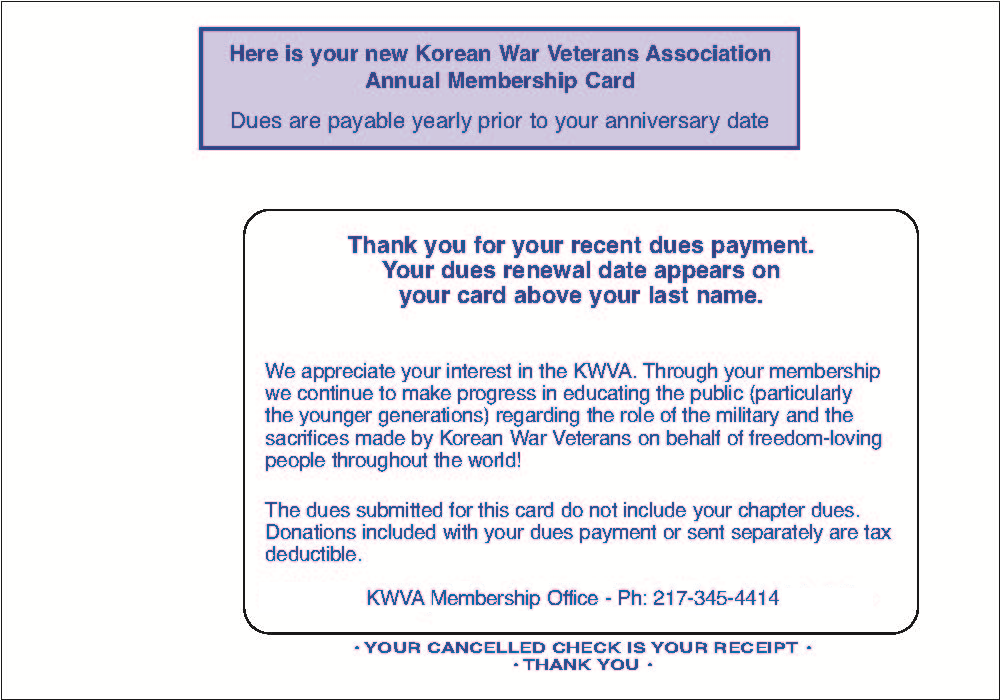 Here is your new Korean War Veterans Association
Annual Membership Card
Dues are payable yearly prior to your anniversary date
Thank you for your recent dues payment.
Your dues renewal date appears on
your card above your last name.
We appreciate your interest in the KWVA. Through your membership
we continue to make progress in educating the public (particularly
the younger generations) regarding the role of the military and the
sacrifices made by Korean War Veterans on behalf of freedom-loving
people throughout the world!
The dues submitted for this card do not include your chapter dues.
Donations included with your dues payment or sent separately are tax
deductible.
KWVA Membership Office - Ph: 217-345-4414
• YOUR CANCELLED CHECK IS YOUR RECEIPT •
• THANK YOU •